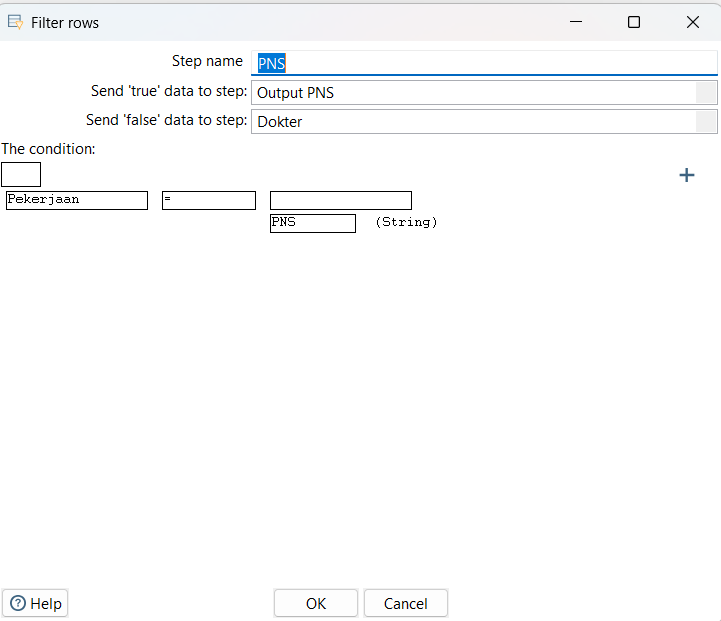 Filter rows
Step name PNS
Send 'true' data to step: Output PNS
Send 'false' data to step: Dokter
The condition:
Pekerjaan =
PNS (String)
Help OK Cancel